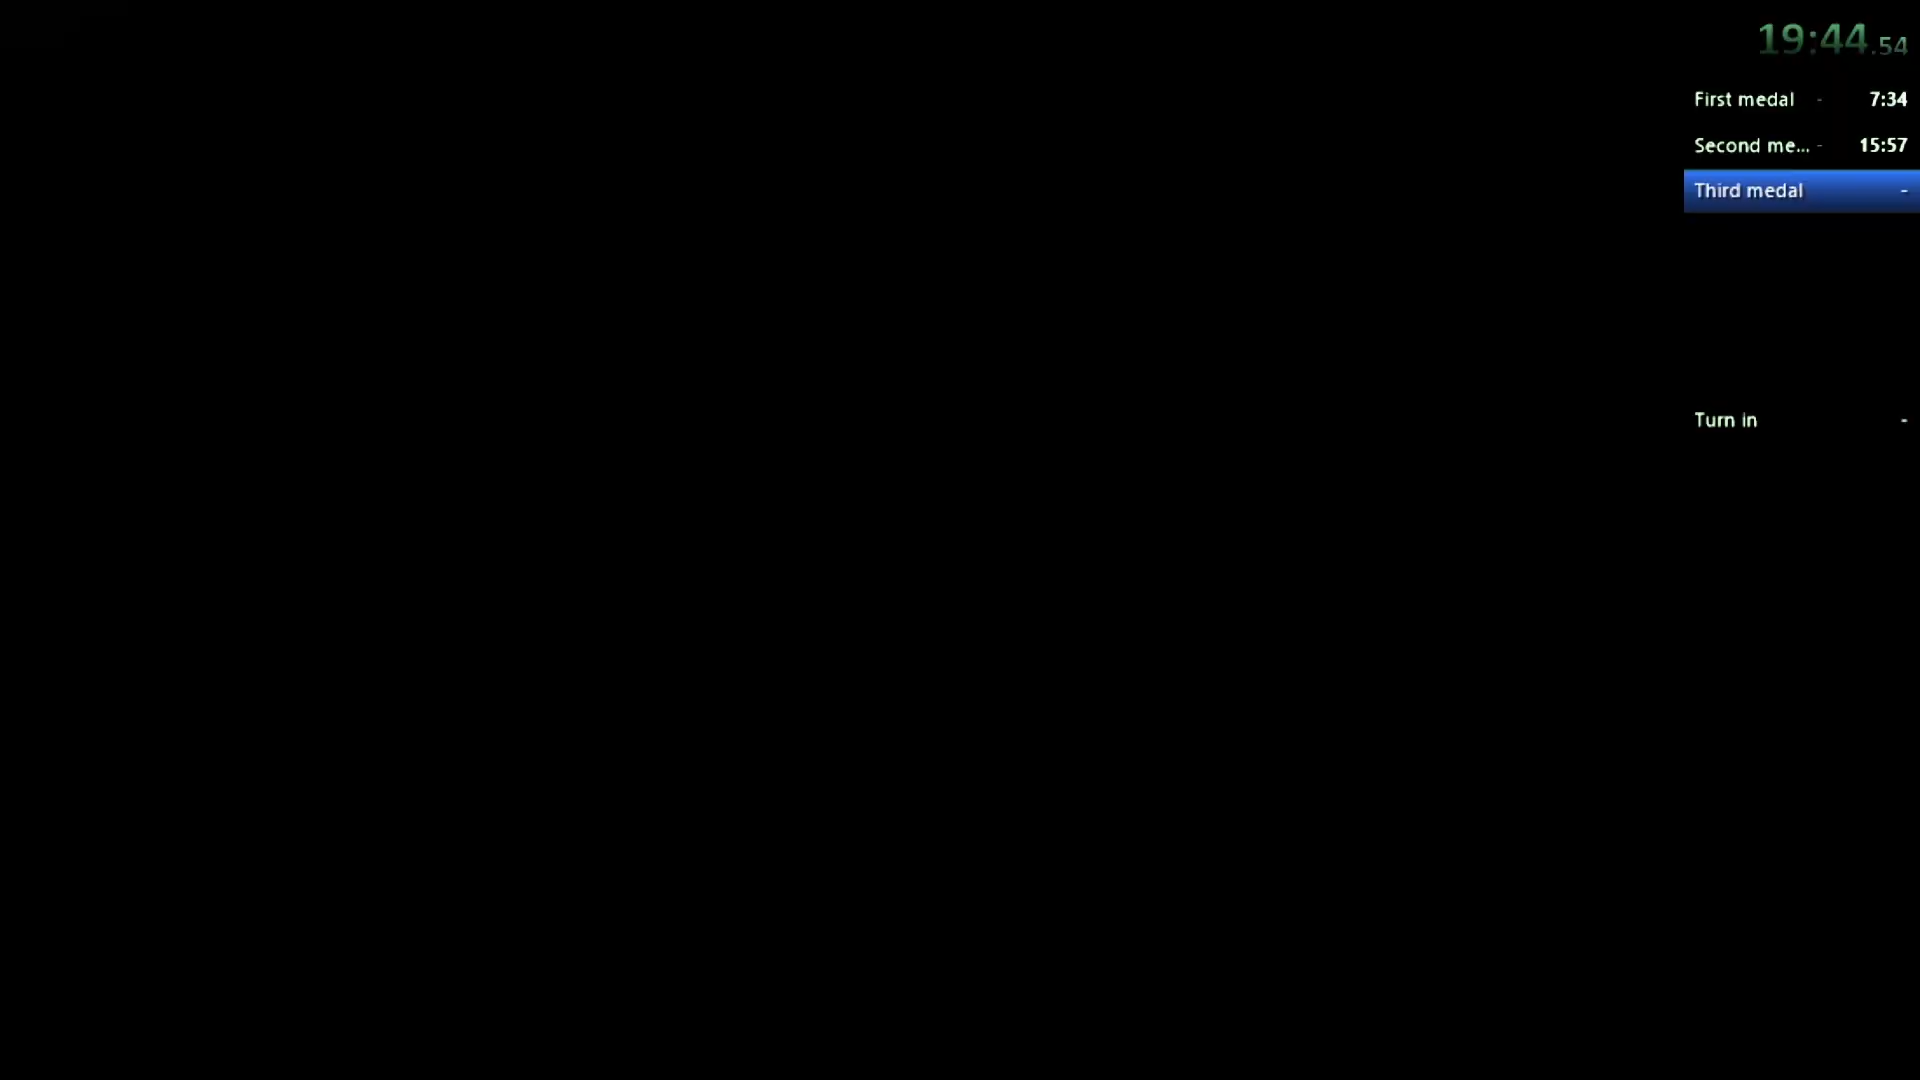 19:44.54
First medal - 7:34
Second me... - 15:57
Third medal -
Turn in -